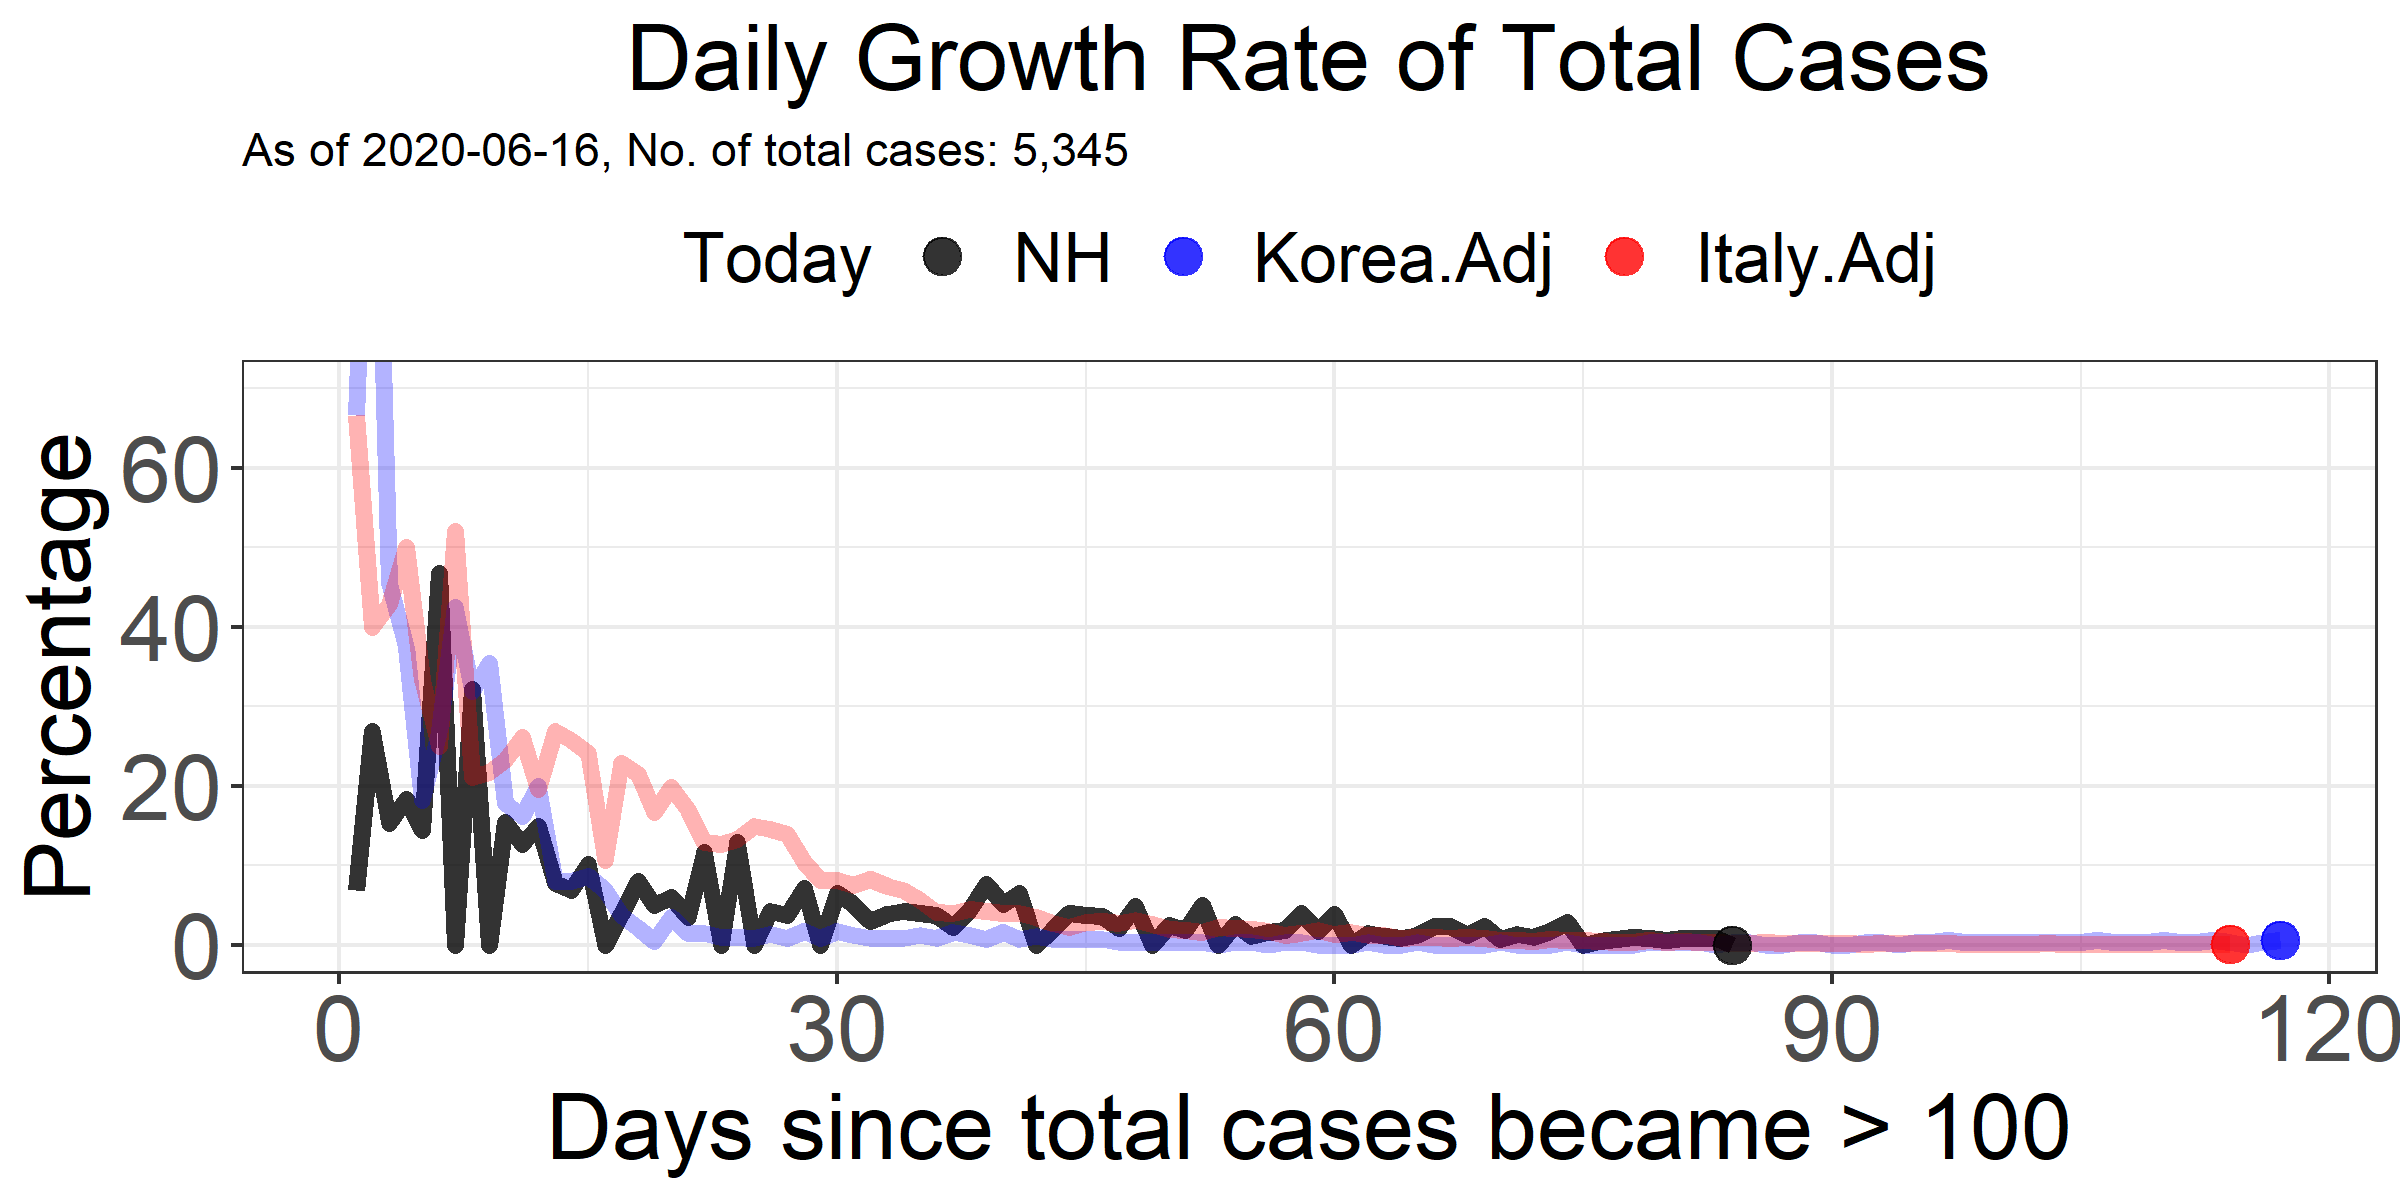 Daily Growth Rate of Total Cases
As of 2020-06-16, No. of total cases: 5,345
Today NH Korea.Adj Italy.Adj
Percentage
60
40
20
0
0 30 60 90 120
Days since total cases became > 100